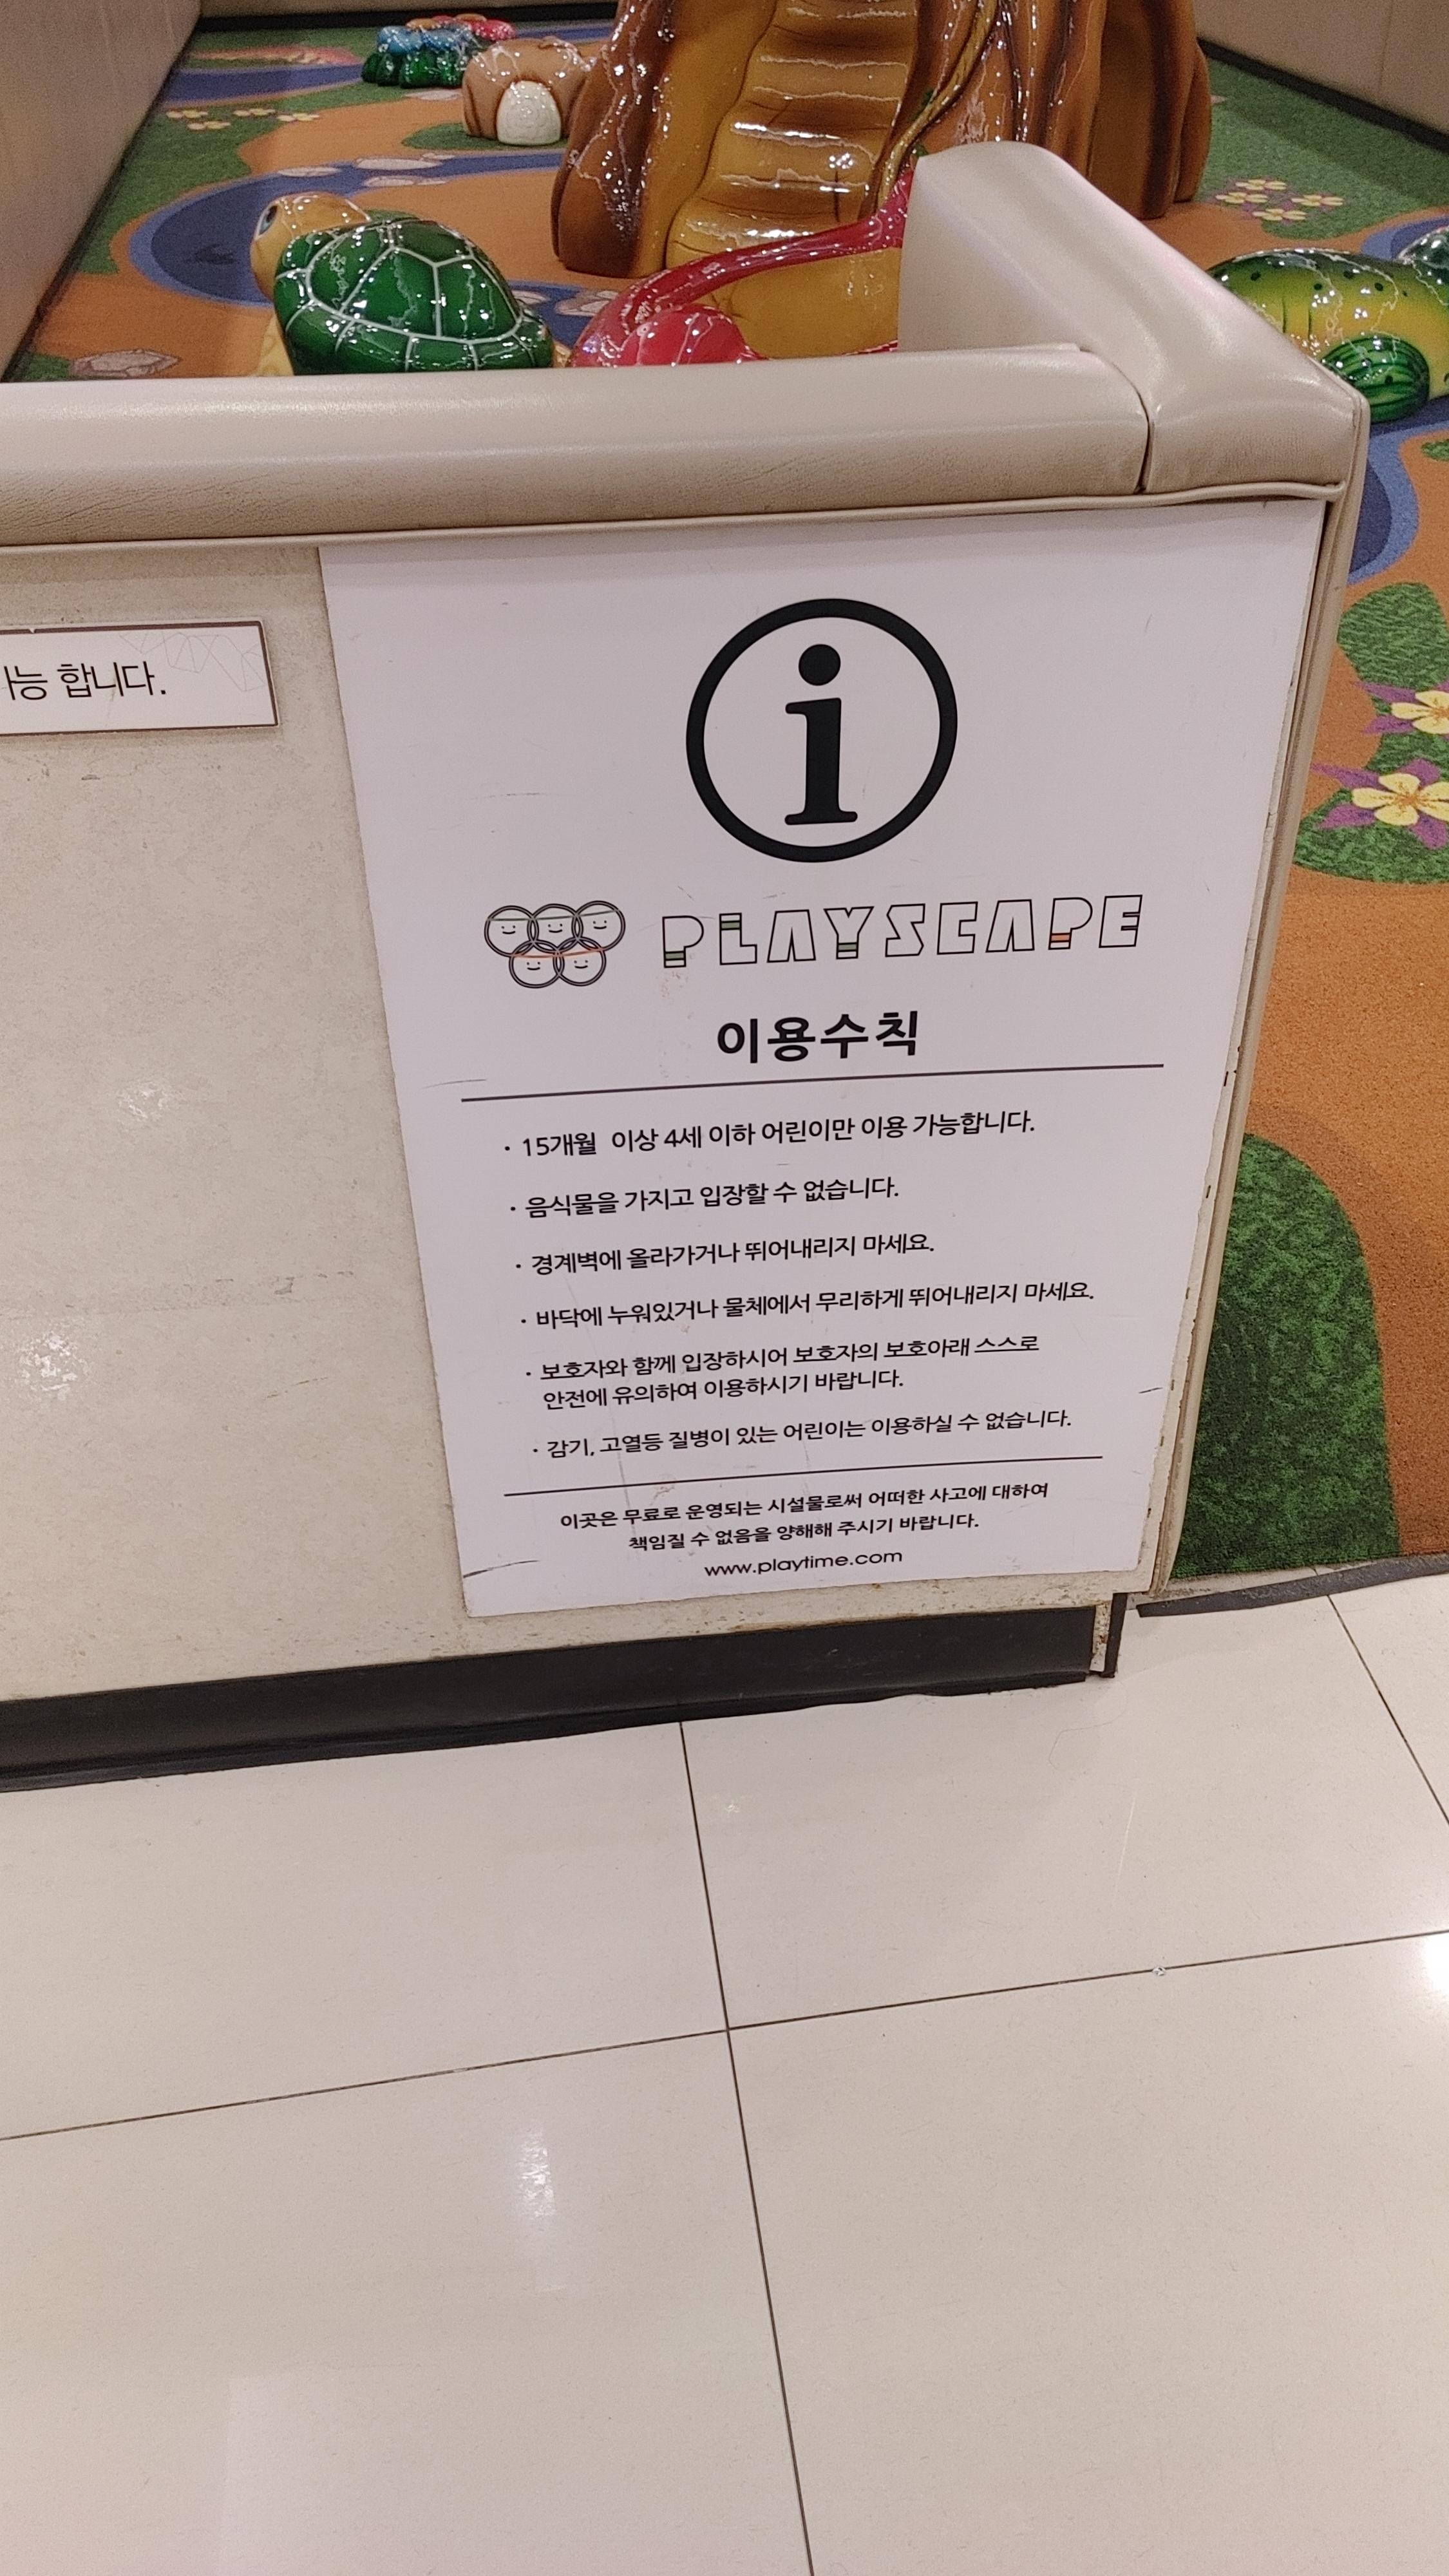 능 합니다.
i
PLAYSCAPE
이용수칙
· 15개월 이상 4세 이하 어린이만 이용 가능합니다.
· 음식물을 가지고 입장할 수 없습니다.
· 경계벽에 올라가거나 뛰어내리지 마세요.
· 바닥에 누워있거나 물체에서 무리하게 뛰어내리지 마세요.
· 보호자와 함께 입장하시어 보호자의 보호아래 스스로
안전에 유의하여 이용하시기 바랍니다.
· 감기, 고열등 질병이 있는 어린이는 이용하실 수 없습니다.
이곳은 무료로 운영되는 시설물로써 어떠한 사고에 대하여
책임질 수 없음을 양해해 주시기 바랍니다.
www.playtime.com